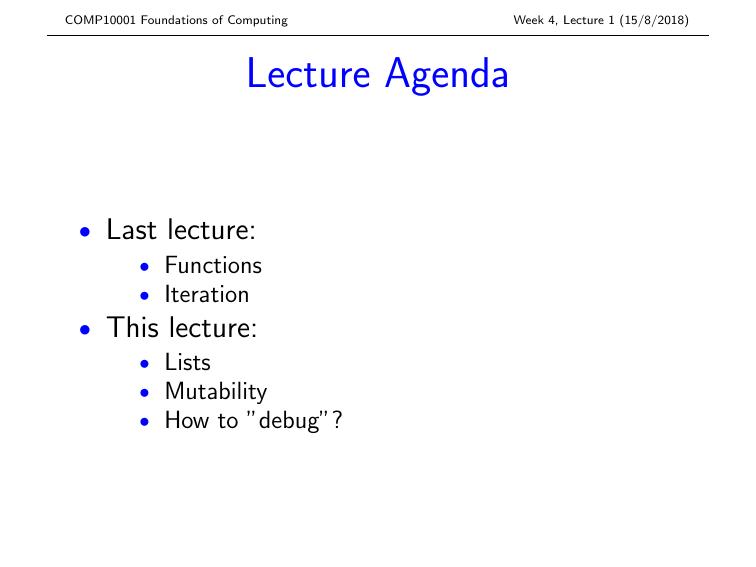 COMP10001 Foundations of Computing
Week 4, Lecture 1 (15/8/2018)
Lecture Agenda
• Last lecture:
• Functions
• Iteration
• This lecture:
• Lists
• Mutability
• How to ”debug”?